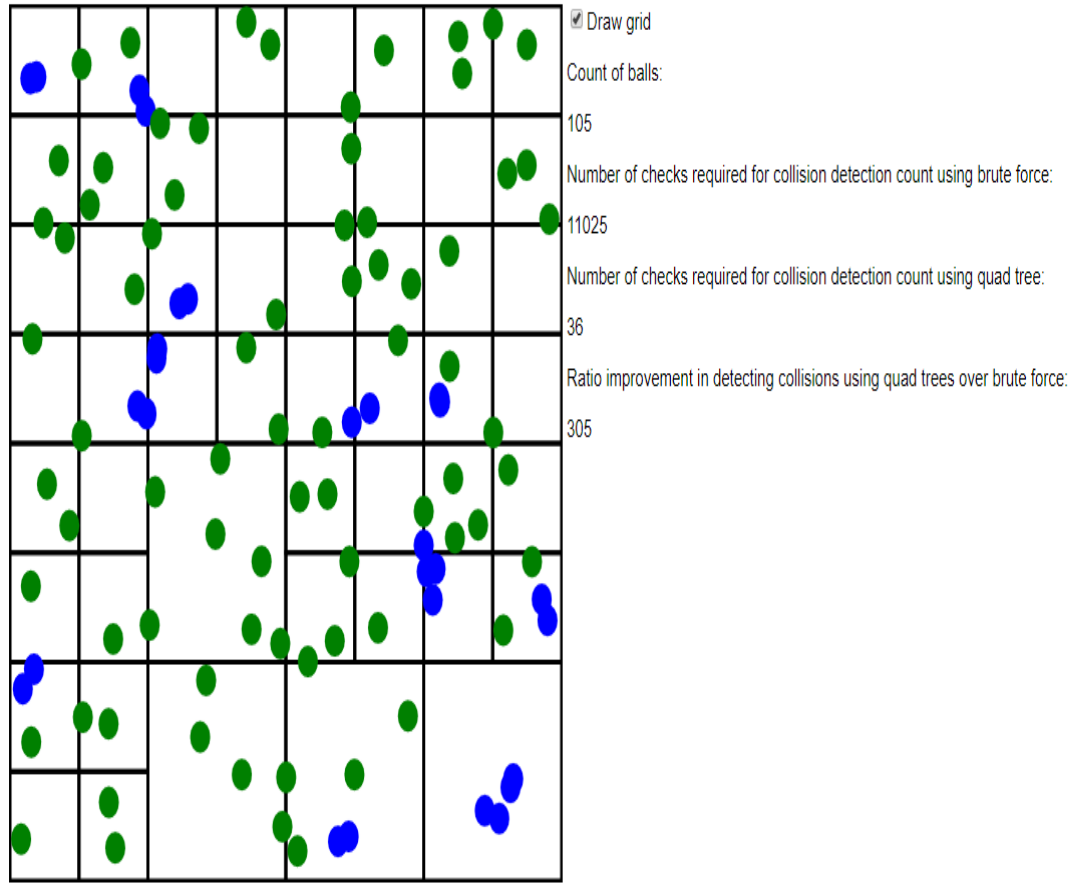 Draw grid
Count of balls:
105
Number of checks required for collision detection count using brute force:
11025
Number of checks required for collision detection count using quad tree:
36
Ratio improvement in detecting collisions using quad trees over brute force:
305